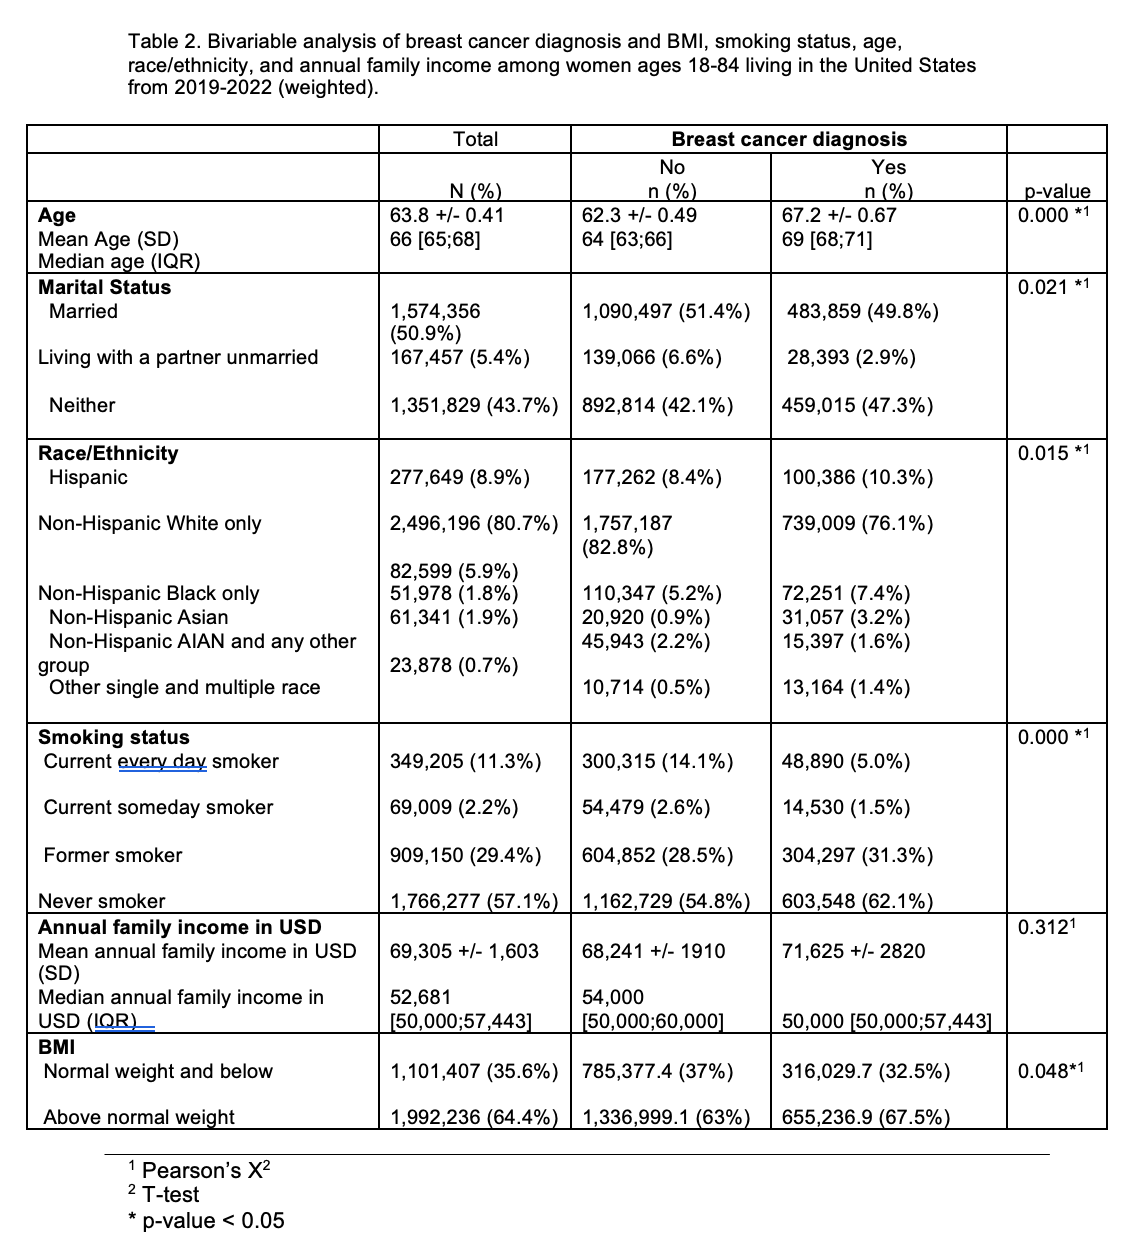 Table 2. Bivariable analysis of breast cancer diagnosis and BMI, smoking status, age,
race/ethnicity, and annual family income among women ages 18-84 living in the United States
from 2019-2022 (weighted).
Total Breast cancer diagnosis
No Yes
N (%) n (%) n (%) p-value
Age 63.8 +/- 0.41 62.3 +/- 0.49 67.2 +/- 0.67 0.000 *¹
Mean Age (SD) 66 [65;68] 64 [63;66] 69 [68;71]
Median age (IQR)
Marital Status 0.021 *¹
Married 1,574,356 1,090,497 (51.4%) 483,859 (49.8%)
(50.9%)
Living with a partner unmarried 167,457 (5.4%) 139,066 (6.6%) 28,393 (2.9%)
Neither 1,351,829 (43.7%) 892,814 (42.1%) 459,015 (47.3%)
Race/Ethnicity 0.015 *¹
Hispanic 277,649 (8.9%) 177,262 (8.4%) 100,386 (10.3%)
Non-Hispanic White only 2,496,196 (80.7%) 1,757,187 739,009 (76.1%)
(82.8%)
82,599 (5.9%)
Non-Hispanic Black only 51,978 (1.8%) 110,347 (5.2%) 72,251 (7.4%)
Non-Hispanic Asian 61,341 (1.9%) 20,920 (0.9%) 31,057 (3.2%)
Non-Hispanic AIAN and any other 45,943 (2.2%) 15,397 (1.6%)
group 23,878 (0.7%)
Other single and multiple race 10,714 (0.5%) 13,164 (1.4%)
Smoking status 0.000 *¹
Current every day smoker 349,205 (11.3%) 300,315 (14.1%) 48,890 (5.0%)
Current someday smoker 69,009 (2.2%) 54,479 (2.6%) 14,530 (1.5%)
Former smoker 909,150 (29.4%) 604,852 (28.5%) 304,297 (31.3%)
Never smoker 1,766,277 (57.1%) 1,162,729 (54.8%) 603,548 (62.1%)
Annual family income in USD 0.312¹
Mean annual family income in USD 69,305 +/- 1,603 68,241 +/- 1910 71,625 +/- 2820
(SD)
Median annual family income in 52,681 54,000
USD (IQR) [50,000;57,443] [50,000;60,000] 50,000 [50,000;57,443]
BMI
Normal weight and below 1,101,407 (35.6%) 785,377.4 (37%) 316,029.7 (32.5%) 0.048*¹
Above normal weight 1,992,236 (64.4%) 1,336,999.1 (63%) 655,236.9 (67.5%)
¹ Pearson’s X²
² T-test
* p-value < 0.05